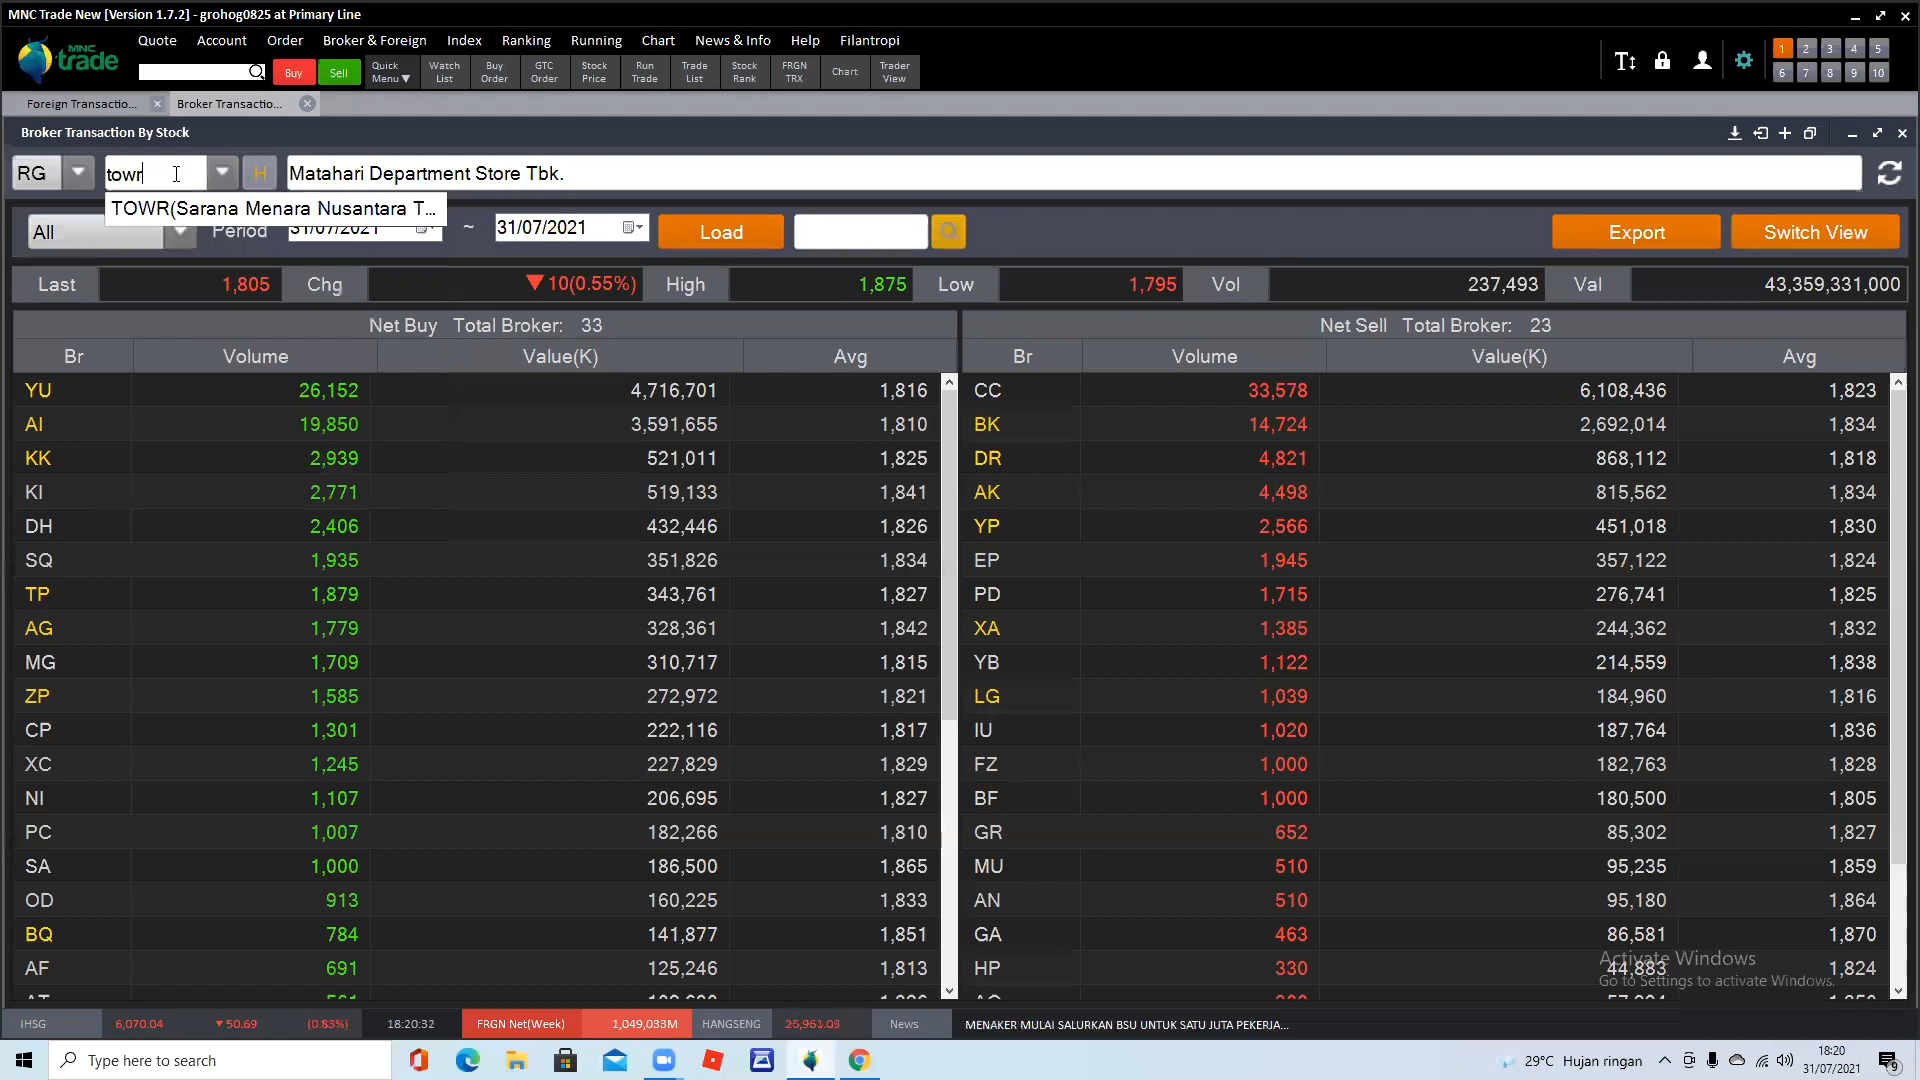 MNC Trade New [Version 1.7.2] - grohog0825 at Primary Line
MNC trade
Quote Account Order Broker & Foreign Index Ranking Running Chart News & Info Help Filantropi
Buy Sell Quick Menu▼ Watch List Buy Order GTC Order Stock Price Run Trade Trade List Stock Rank FRGN TRX Chart Trader View
1 2 3 4 5
6 7 8 9 10
Foreign Transactio... Broker Transactio...
Broker Transaction By Stock
RG towr H Matahari Department Store Tbk.
TOWR(Sarana Menara Nusantara T...
All Period 31/07/2021 ~ 31/07/2021 Load Export Switch View
Last 1,805 Chg ▼10(0.55%) High 1,875 Low 1,795 Vol 237,493 Val 43,359,331,000
Net Buy Total Broker: 33 Net Sell Total Broker: 23
Br Volume Value(K) Avg Br Volume Value(K) Avg
YU 26,152 4,716,701 1,816 CC 33,578 6,108,436 1,823
AI 19,850 3,591,655 1,810 BK 14,724 2,692,014 1,834
KK 2,939 521,011 1,825 DR 4,821 868,112 1,818
KI 2,771 519,133 1,841 AK 4,498 815,562 1,834
DH 2,406 432,446 1,826 YP 2,566 451,018 1,830
SQ 1,935 351,826 1,834 EP 1,945 357,122 1,824
TP 1,879 343,761 1,827 PD 1,715 276,741 1,825
AG 1,779 328,361 1,842 XA 1,385 244,362 1,832
MG 1,709 310,717 1,815 YB 1,122 214,559 1,838
ZP 1,585 272,972 1,821 LG 1,039 184,960 1,816
CP 1,301 222,116 1,817 IU 1,020 187,764 1,836
XC 1,245 227,829 1,829 FZ 1,000 182,763 1,828
NI 1,107 206,695 1,827 BF 1,000 180,500 1,805
PC 1,007 182,266 1,810 GR 652 85,302 1,827
SA 1,000 186,500 1,865 MU 510 95,235 1,859
OD 913 160,225 1,833 AN 510 95,180 1,864
BQ 784 141,877 1,851 GA 463 86,581 1,870
AF 691 125,246 1,813 HP 330 44,883 1,824
Activate Windows
Go to Settings to activate Windows.
IHSG 6,070.04 ▼50.69 (0.83%) 18:20:32 FRGN Net(Week) 1,049,033M HANGSENG News MENAKER MULAI SALURKAN BSU UNTUK SATU JUTA PEKERJA...
Type here to search 29°C Hujan ringan 18:20
31/07/2021 9